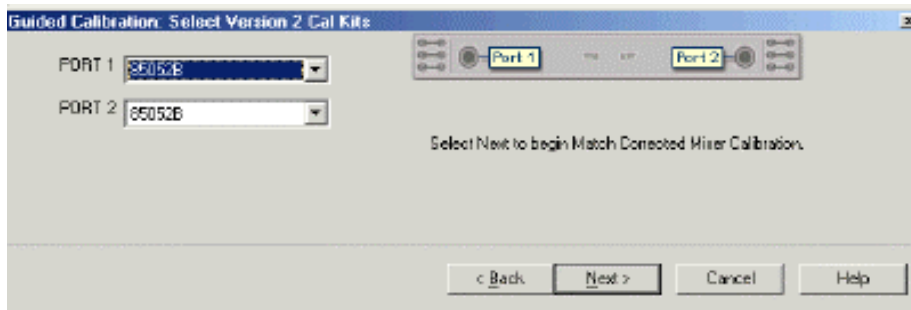 Guided Calibration: Select Version 2 Cal Kits
PORT 1 85052B
Port 1
Port 2
PORT 2 85052B
Select Next to begin Match Corrected Mixer Calibration.
< Back
Next >
Cancel
Help